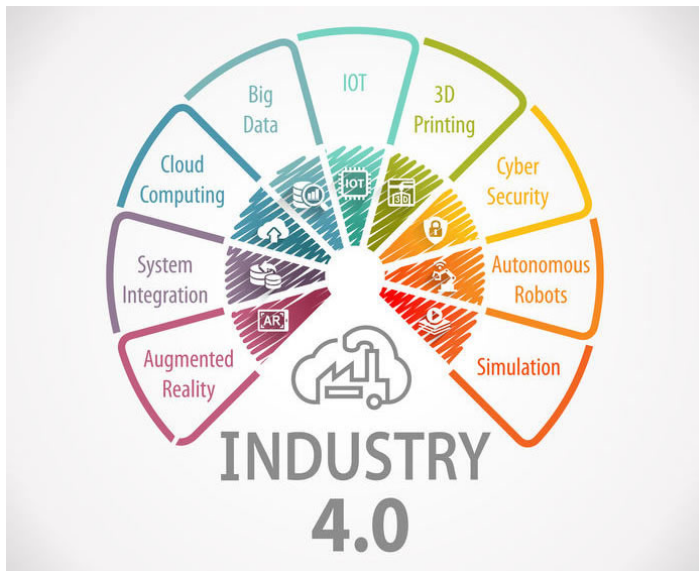 IOT
Big
Data
3D
Printing
Cloud
Computing
Cyber
Security
IOT
System
Integration
Autonomous
Robots
AR
Augmented
Reality
Simulation
INDUSTRY
4.0